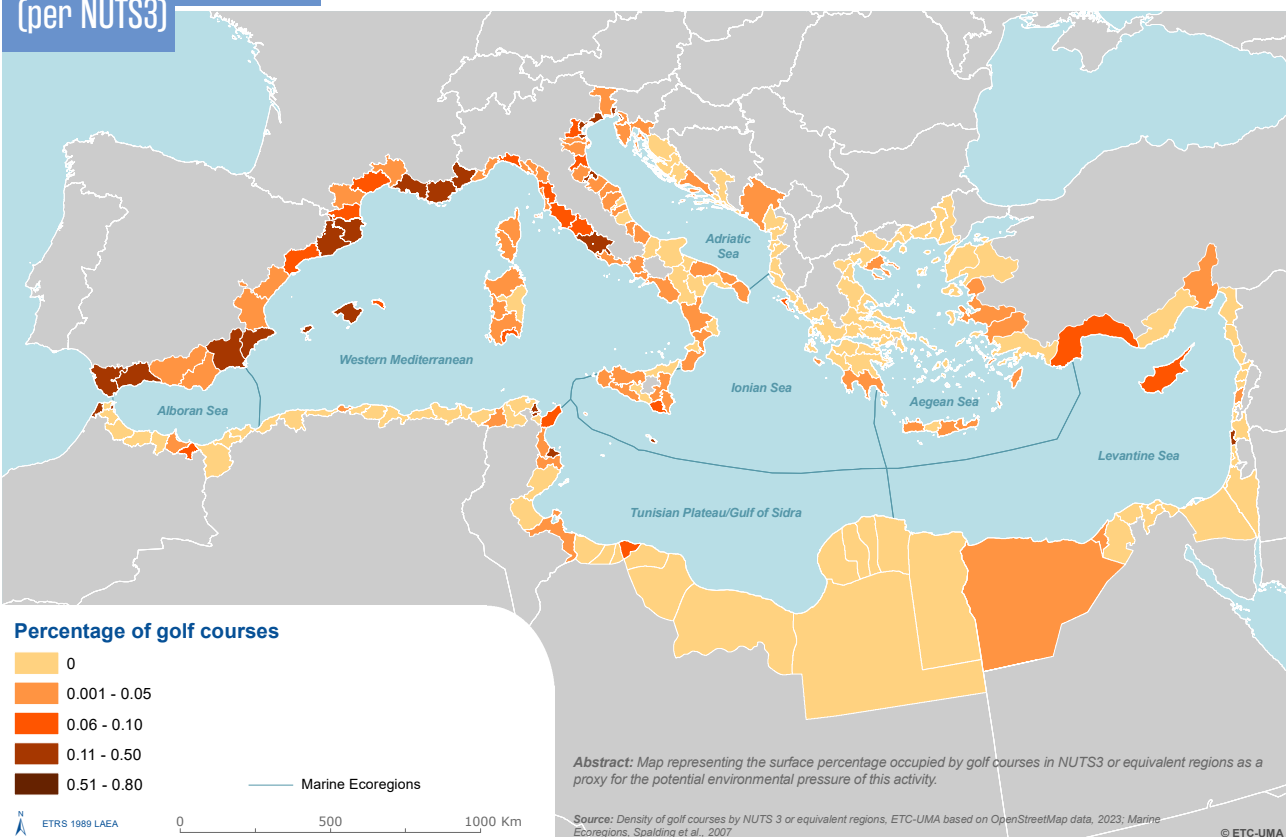 (per NUTS3)
Adriatic
Sea
Western Mediterranean
Ionian Sea
Aegean Sea
Alboran Sea
Levantine Sea
Tunisian Plateau/Gulf of Sidra
Percentage of golf courses
0
0.001 - 0.05
0.06 - 0.10
0.11 - 0.50
0.51 - 0.80
Marine Ecoregions
N
ETRS 1989 LAEA
0 500 1000 Km
Abstract: Map representing the surface percentage occupied by golf courses in NUTS3 or equivalent regions as a
proxy for the potential environmental pressure of this activity.
Source: Density of golf courses by NUTS 3 or equivalent regions, ETC-UMA based on OpenStreetMap data, 2023; Marine
Ecoregions, Spalding et al., 2007
© ETC-UMA